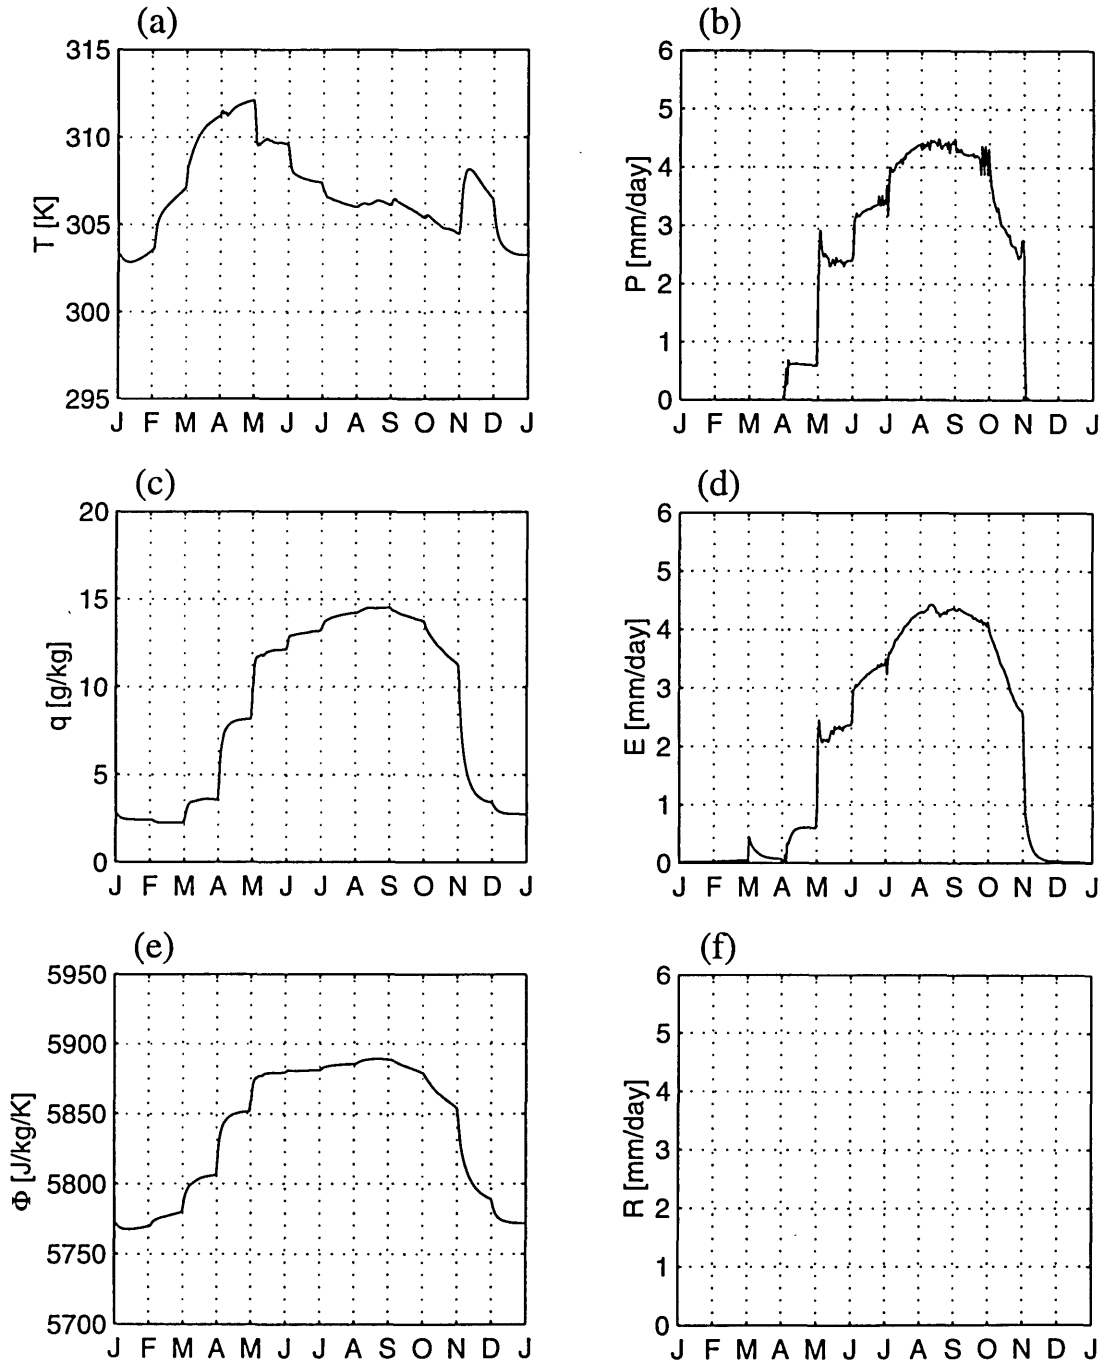 (a)
T [K]
315
310
305
300
295
J F M A M J J A S O N D J
(b)
P [mm/day]
6
5
4
3
2
1
0
J F M A M J J A S O N D J
(c)
q [g/kg]
20
15
10
5
0
J F M A M J J A S O N D J
(d)
E [mm/day]
6
5
4
3
2
1
0
J F M A M J J A S O N D J
(e)
Φ [J/kg/K]
5950
5900
5850
5800
5750
5700
J F M A M J J A S O N D J
(f)
R [mm/day]
6
5
4
3
2
1
0
J F M A M J J A S O N D J